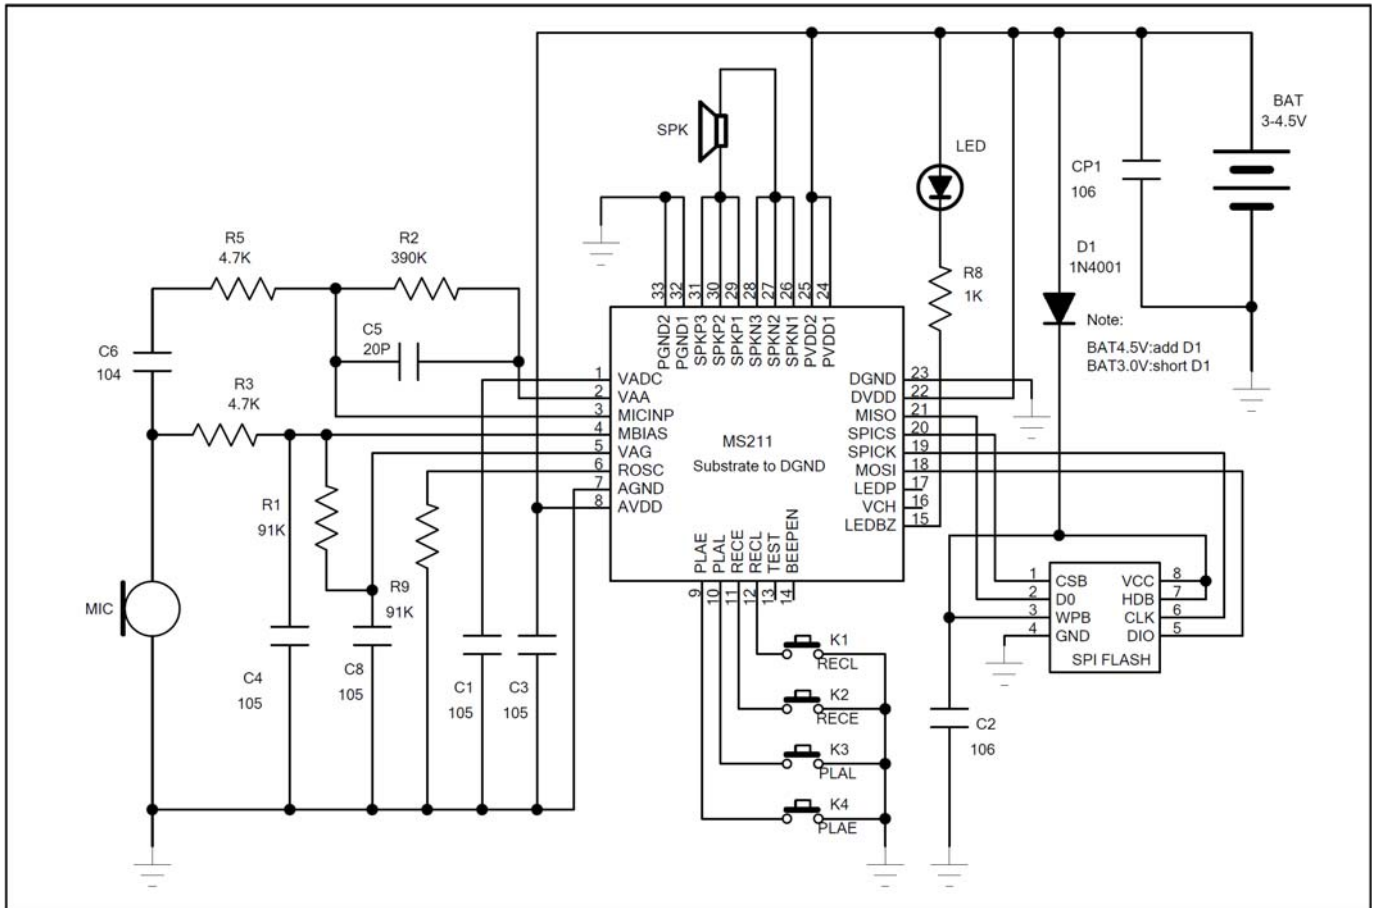 BAT
3-4.5V
SPK
LED
CP1
106
D1
1N4001
R5
4.7K
R2
390K
R8
1K
Note:
BAT4.5V:add D1
BAT3.0V:short D1
C5
20P
C6
104
R3
4.7K
33
32
31
30
29
28
27
26
25
24
PGND2
PGND1
SPKP3
SPKP2
SPKP1
SPKN3
SPKN2
SPKN1
PVDD2
PVDD1
1 VADC
2 VAA
3 MICINP
4 MBIAS
5 VAG
6 ROSC
7 AGND
8 AVDD
MS211
Substrate to DGND
DGND 23
DVDD 22
MISO 21
SPICS 20
SPICK 19
MOSI 18
LEDP 17
VCH 16
LEDBZ 15
PLAE
PLAL
RECE
RECL
TEST
BEEPEN
9
10
11
12
13
14
R1
91K
R9
91K
MIC
C4
105
C8
105
C1
105
C3
105
K1
RECL
K2
RECE
K3
PLAL
K4
PLAE
1 CSB VCC 8
2 D0 HDB 7
3 WPB CLK 6
4 GND DIO 5
SPI FLASH
C2
106